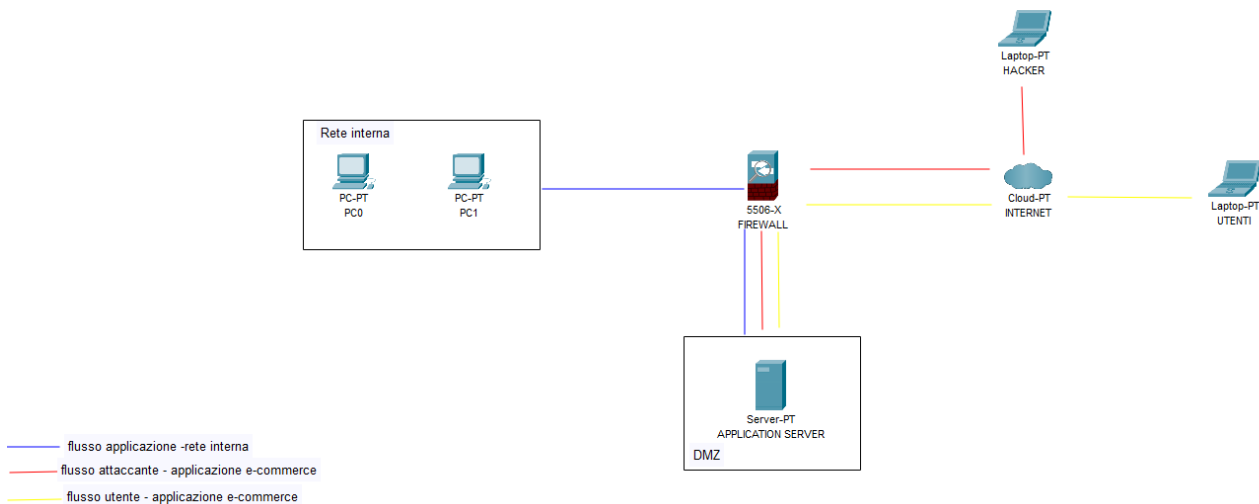 Laptop-PT
HACKER
Rete interna
PC-PT
PC0
PC-PT
PC1
5506-X
FIREWALL
Cloud-PT
INTERNET
Laptop-PT
UTENTI
Server-PT
APPLICATION SERVER
DMZ
flusso applicazione -rete interna
flusso attaccante - applicazione e-commerce
flusso utente - applicazione e-commerce